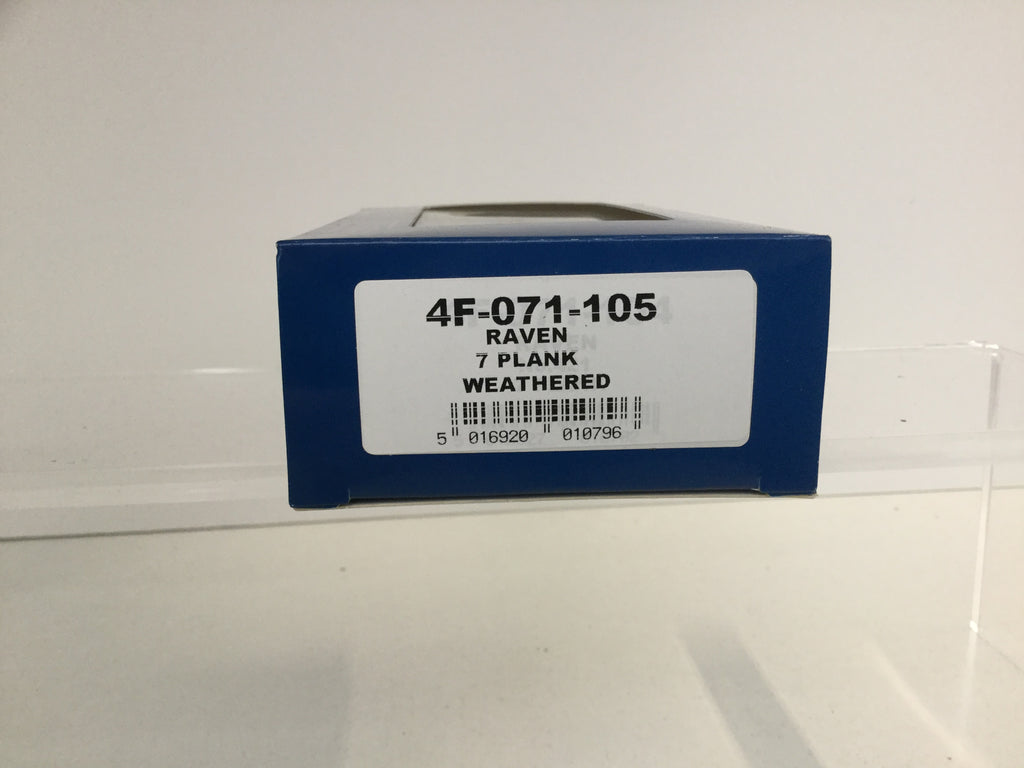 4F-071-105
RAVEN
7 PLANK
WEATHERED
5 016920 010796